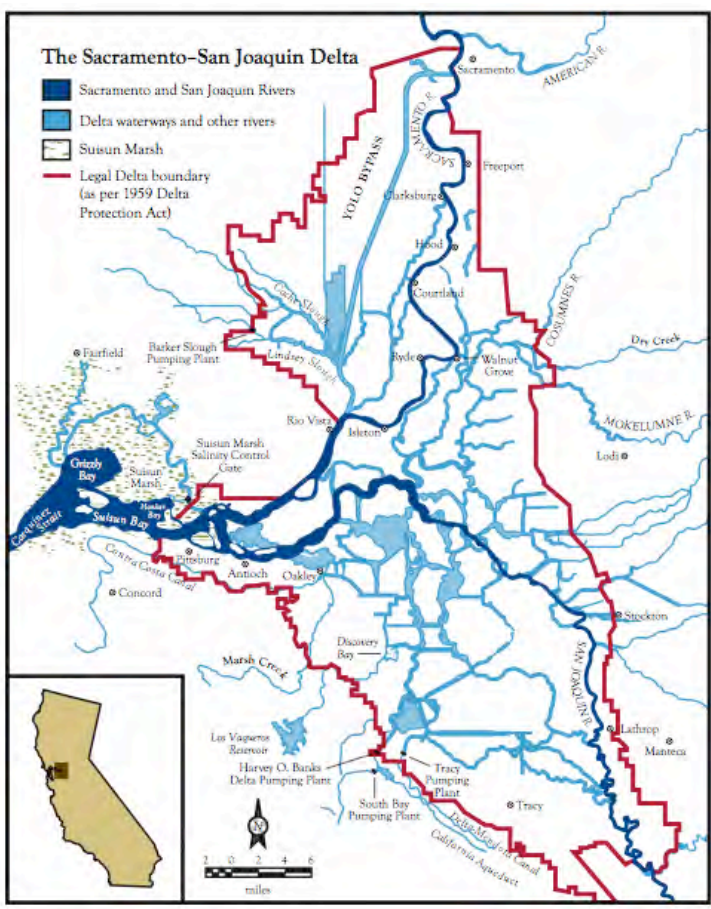 The Sacramento–San Joaquin Delta
Sacramento and San Joaquin Rivers
Delta waterways and other rivers
Suisun Marsh
Legal Delta boundary
(as per 1959 Delta
Protection Act)
Sacramento
AMERICAN R.
SACRAMENTO R.
YOLO BYPASS
Freeport
Clarksburg
Hood
Courtland
COSUMNES R.
Cache Slough
Barker Slough
Pumping Plant
Lindsey Slough
Ryde
Walnut
Grove
Dry Creek
Fairfield
MOKELUMNE R.
Rio Vista
Isleton
Lodi
Suisun Marsh
Salinity Control
Gate
Grizzly
Bay
Suisun
Marsh
Honker
Bay
Suisun Bay
Carquinez
Strait
Pittsburg
Contra Costa Canal
Antioch
Oakley
Concord
Stockton
Discovery
Bay
SAN JOAQUIN R.
Marsh Creek
Los Vaqueros
Reservoir
Lathrop
Manteca
Harvey O. Banks
Delta Pumping Plant
Tracy
Pumping
Plant
South Bay
Pumping Plant
Tracy
Delta Mendota Canal
California Aqueduct
N
2 0 2 4 6
miles